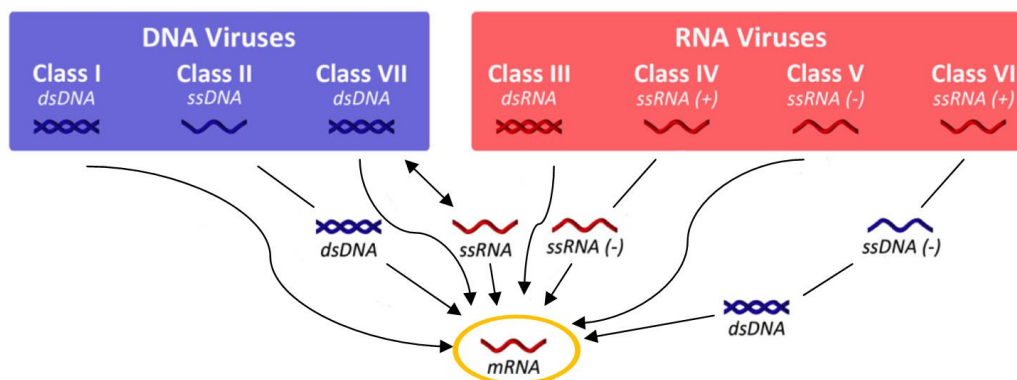 DNA Viruses
Class I
dsDNA
Class II
ssDNA
Class VII
dsDNA
RNA Viruses
Class III
dsRNA
Class IV
ssRNA (+)
Class V
ssRNA (-)
Class VI
ssRNA (+)
dsDNA
ssRNA
ssRNA (-)
ssDNA (-)
dsDNA
mRNA